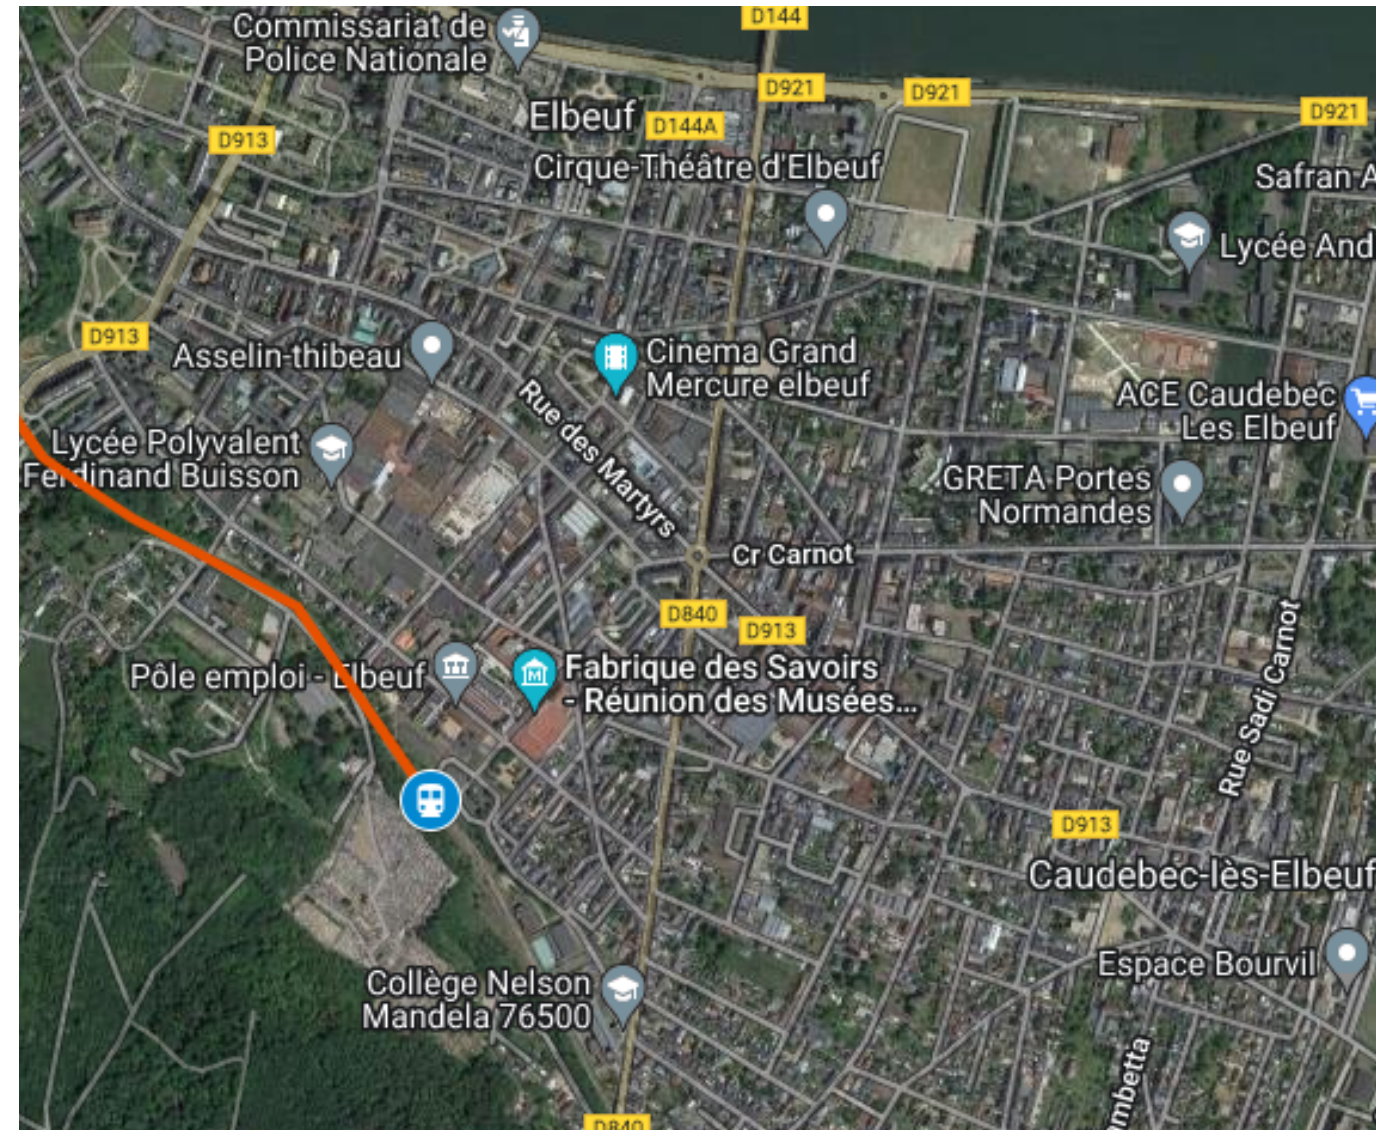 D144
Commissariat de
Police Nationale
D921
D921
D921
Elbeuf
D144A
D913
Cirque-Théâtre d'Elbeuf
Safran A
Lycée And
D913
Asselin-thibeau
Cinema Grand
Mercure elbeuf
Rue des Martyrs
ACE Caudebec
Les Elbeuf
Lycée Polyvalent
Ferdinand Buisson
GRETA Portes
Normandes
Cr Carnot
D840
D913
Rue Sadi Carnot
Pôle emploi - Elbeuf
Fabrique des Savoirs
- Réunion des Musées...
D913
Caudebec-lès-Elbeuf
Espace Bourvil
Collège Nelson
Mandela 76500
mbetta
D840